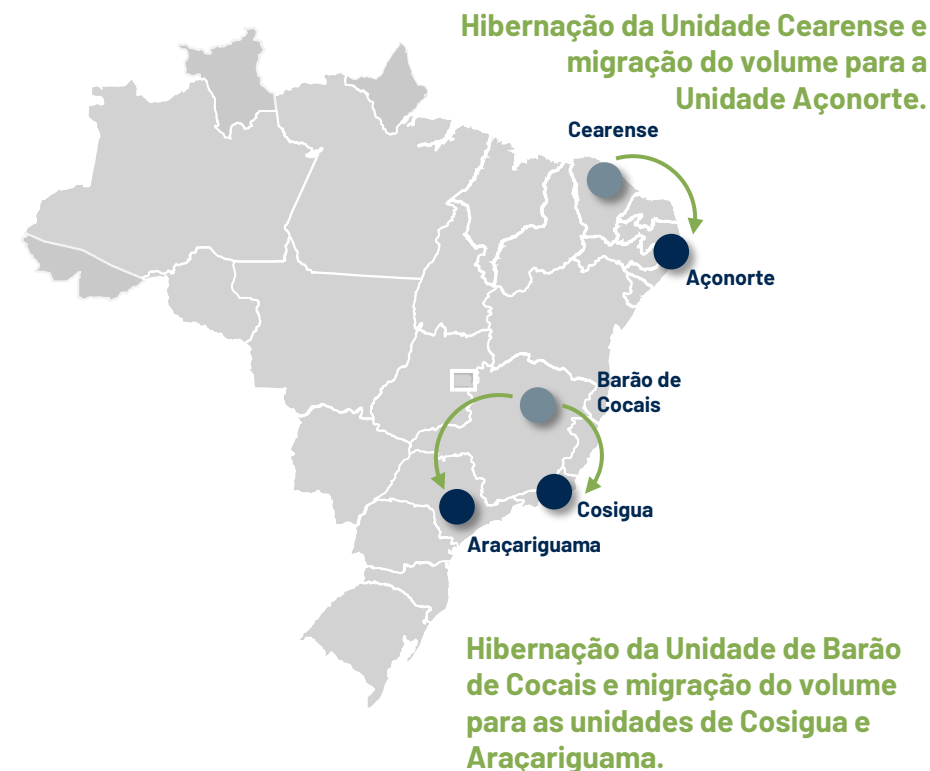 Hibernação da Unidade Cearense e
migração do volume para a
Unidade Açonorte.
Cearense
Açonorte
Barão de
Cocais
Cosigua
Araçariguama
Hibernação da Unidade de Barão
de Cocais e migração do volume
para as unidades de Cosigua e
Araçariguama.